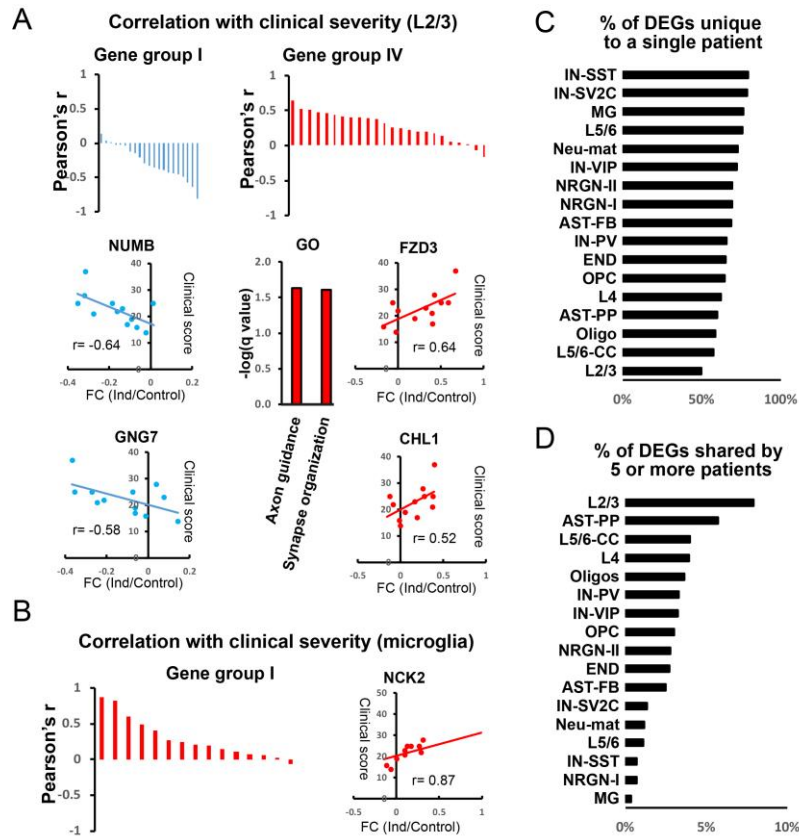 A
Correlation with clinical severity (L2/3)
Gene group I
Gene group IV
Pearson's r
1
0.5
0
-0.5
-1
Pearson's r
1
0.5
0
-0.5
-1
NUMB
Clinical score
40
30
20
10
0
r= -0.64
-0.4
-0.2
0
0.2
FC (Ind/Control)
GO
-log(q value)
2.0
1.5
1.0
0.5
0.0
Axon guidance
Synapse organization
FZD3
Clinical score
40
30
20
10
0
r= 0.64
-0.5
0
0.5
1
FC (Ind/Control)
GNG7
Clinical score
40
30
20
10
0
r= -0.58
-0.4
-0.2
0
0.2
FC (Ind/Control)
CHL1
Clinical score
40
30
20
10
0
r= 0.52
-0.5
0
0.5
1
FC (Ind/Control)
B
Correlation with clinical severity (microglia)
Gene group I
Pearson's r
1
0.5
0
-0.5
-1
NCK2
Clinical score
50
40
30
20
10
0
r= 0.87
-0.5
0
0.5
1
FC (Ind/Control)
C
% of DEGs unique
to a single patient
IN-SST
IN-SV2C
MG
L5/6
Neu-mat
IN-VIP
NRGN-II
NRGN-I
AST-FB
IN-PV
END
OPC
L4
AST-PP
Oligo
L5/6-CC
L2/3
0%
50%
100%
D
% of DEGs shared by
5 or more patients
L2/3
AST-PP
L5/6-CC
L4
Oligos
IN-PV
IN-VIP
OPC
NRGN-II
END
AST-FB
IN-SV2C
Neu-mat
L5/6
IN-SST
NRGN-I
MG
0%
5%
10%